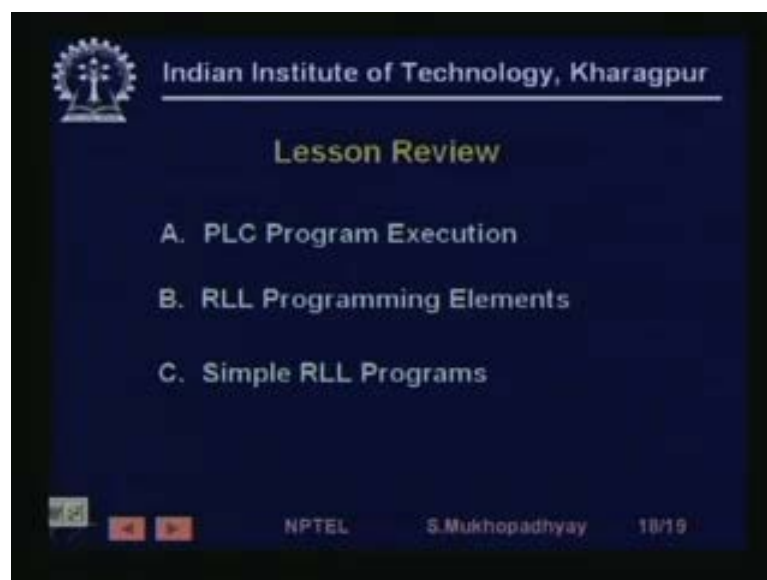 Indian Institute of Technology, Kharagpur
Lesson Review
A. PLC Program Execution
B. RLL Programming Elements
C. Simple RLL Programs
NPTEL S.Mukhopadhyay 18/19